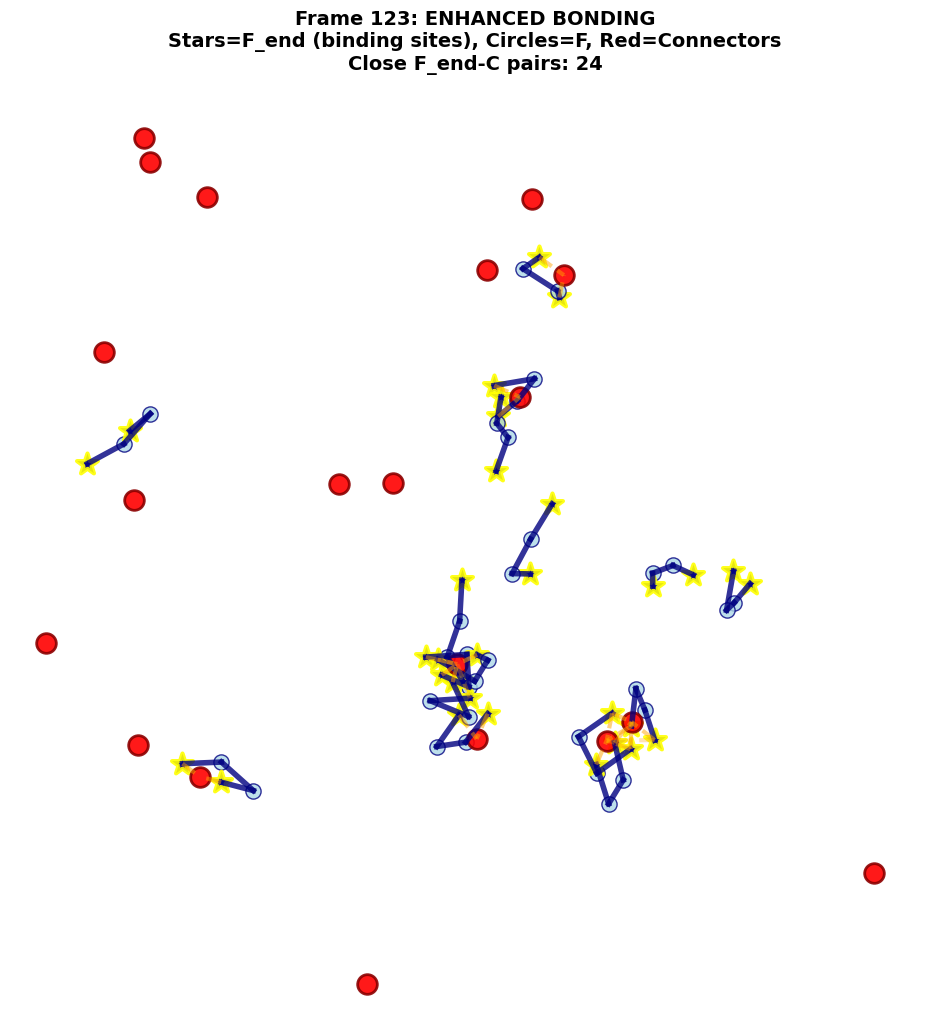 Frame 123: ENHANCED BONDING
Stars=F_end (binding sites), Circles=F, Red=Connectors
Close F_end-C pairs: 24